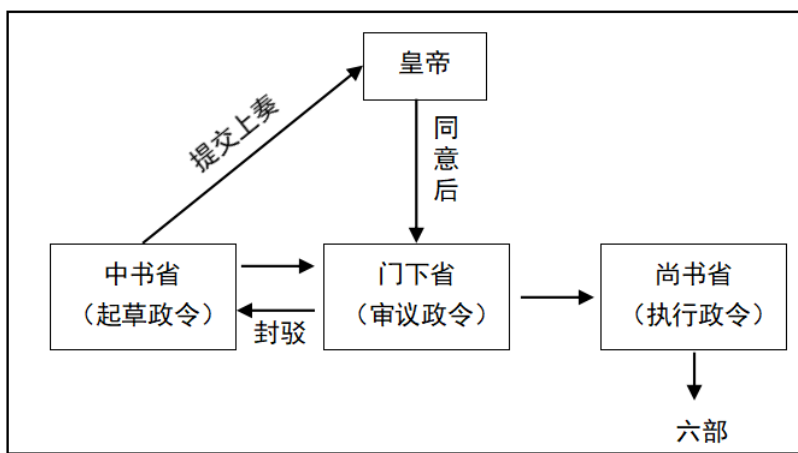 皇帝
提交上奏
同意后
中书省
（起草政令）
封驳
门下省
（审议政令）
尚书省
（执行政令）
六部